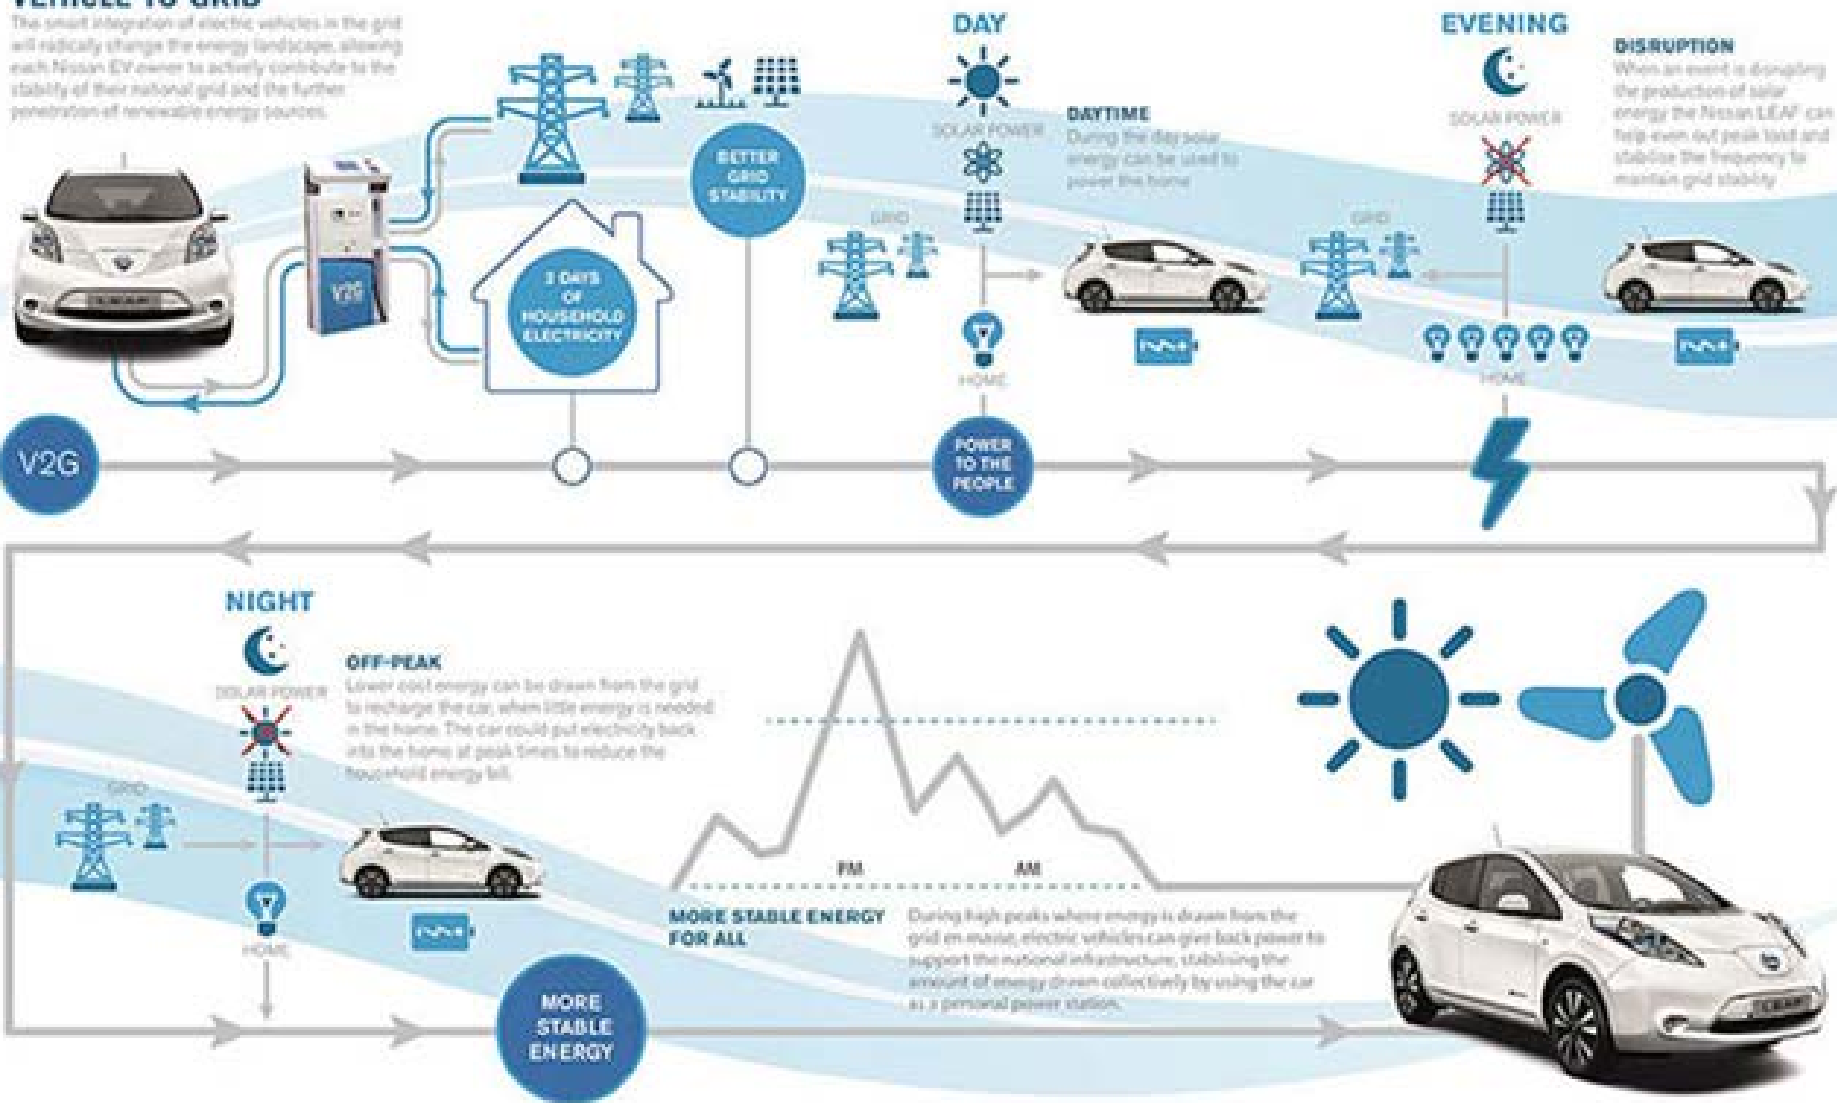 VEHICLE TO GRID
The smart integration of electric vehicles in the grid
will radically change the energy landscape, allowing
each Nissan EV owner to actively contribute to the
stability of their national grid and the further
penetration of renewable energy sources.
V2G
LEAF
3 DAYS
OF
HOUSEHOLD
ELECTRICITY
BETTER
GRID
STABILITY
DAY
SOLAR POWER
DAYTIME
During the day solar
energy can be used to
power the home
GRID
HOME
EVENING
SOLAR POWER
DISRUPTION
When an event is disrupting
the production of solar
energy the Nissan LEAF can
help even out peak load and
stabilise the frequency to
maintain grid stability
GRID
HOME
V2G
POWER
TO THE
PEOPLE
NIGHT
SOLAR POWER
OFF-PEAK
Lower cost energy can be drawn from the grid
to recharge the car, when little energy is needed
in the home. The car could put electricity back
into the home at peak times to reduce the
household energy bill.
GRID
HOME
PM
AM
MORE STABLE ENERGY
FOR ALL
During high peaks where energy is drawn from the
grid en masse, electric vehicles can give back power to
support the national infrastructure, stabilising the
amount of energy drawn collectively by using the car
as a personal power station.
MORE
STABLE
ENERGY
LEAF